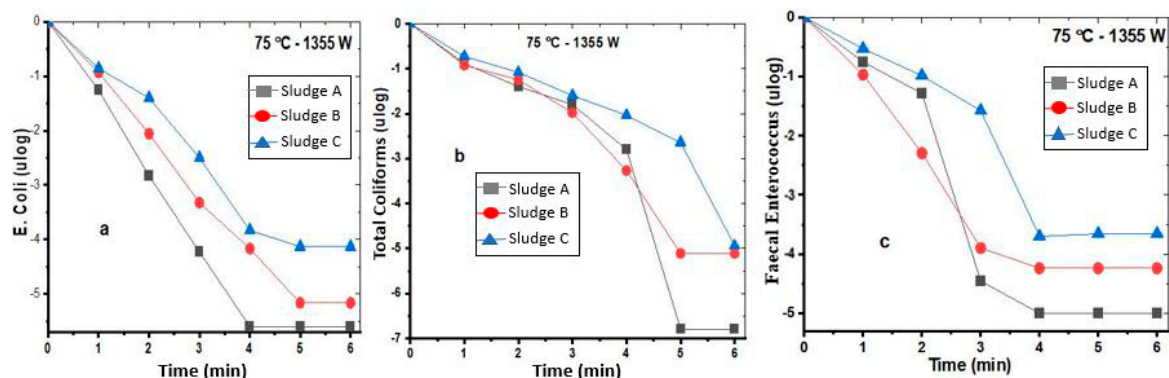 75 °C - 1355 W
Sludge A
Sludge B
Sludge C
a
E. Coli (ulog)
0
-1
-2
-3
-4
-5
0 1 2 3 4 5 6
Time (min)
75 °C - 1355 W
b
Sludge A
Sludge B
Sludge C
Total Coliforms (ulog)
0
-1
-2
-3
-4
-5
-6
-7
0 1 2 3 4 5 6
Time (min)
75 °C - 1355 W
Sludge A
Sludge B
Sludge C
c
Faecal Enterococcus (ulog)
0
-1
-2
-3
-4
-5
0 1 2 3 4 5 6
Time (min)